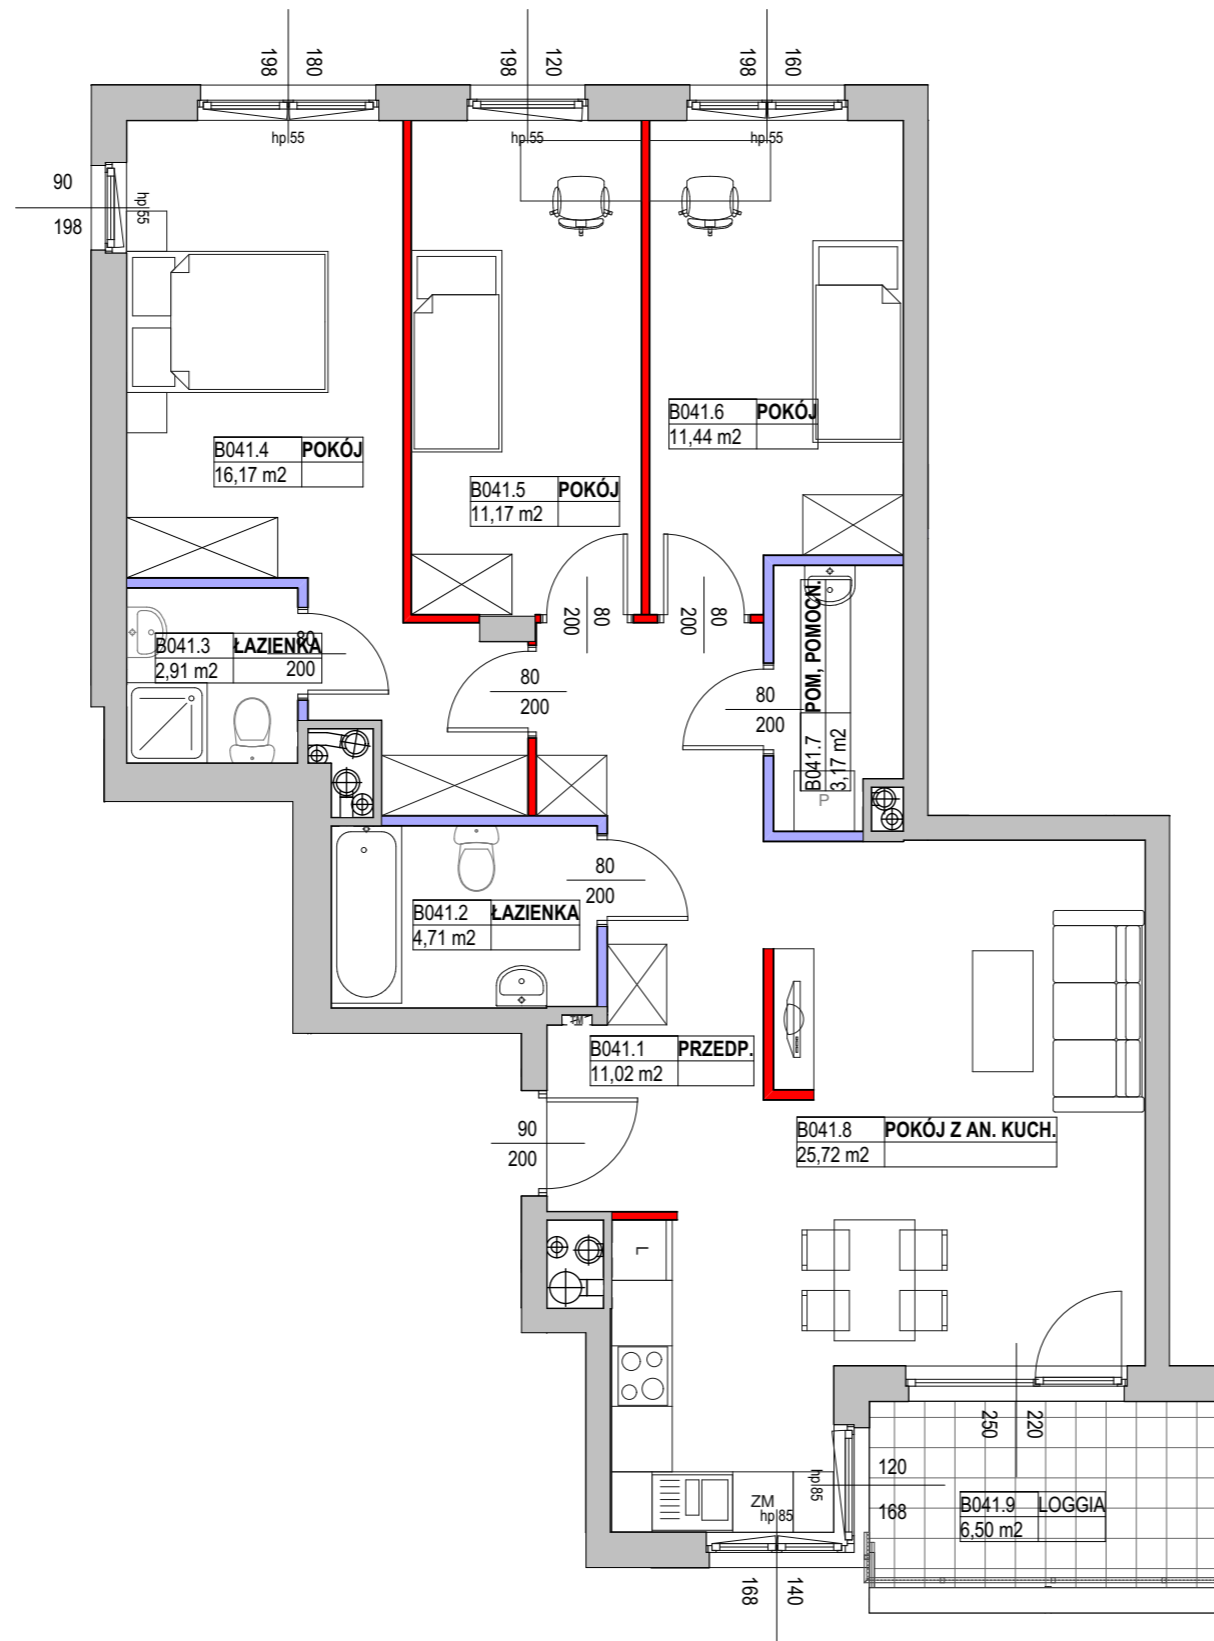 198 180
198 120
198 160
hp 55
hp 55
hp 55
90
198
hp 55
B041.6 POKÓJ
11,44 m2
B041.4 POKÓJ
16,17 m2
B041.5 POKÓJ
11,17 m2
80
200
80
200
B041.3 ŁAZIENKA
2,91 m2
80
200
80
200
80
200
B041.7 POM, POMOCN.
3,17 m2
P
80
200
B041.2 ŁAZIENKA
4,71 m2
B041.1 PRZEDP.
11,02 m2
90
200
B041.8 POKÓJ Z AN. KUCH.
25,72 m2
L
250 220
120
168
hp 85
ZM
hp 85
B041.9 LOGGIA
6,50 m2
168 140